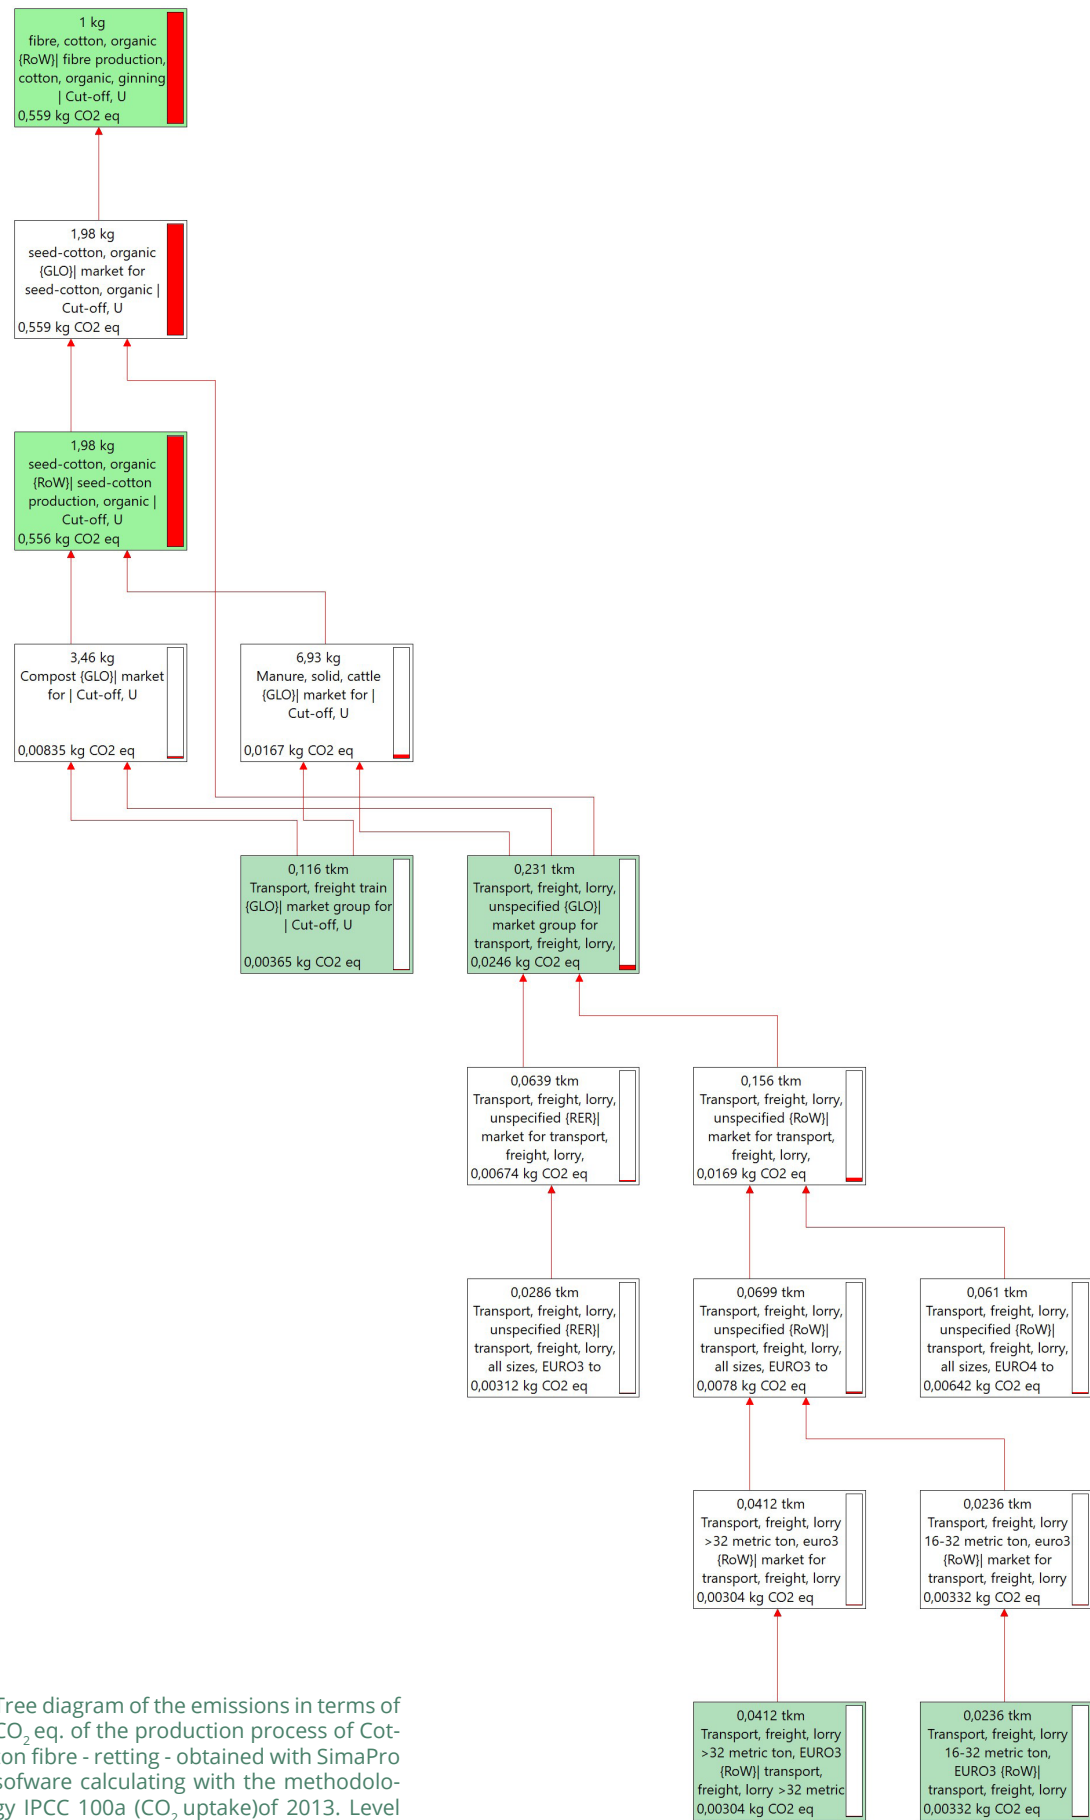 1 kg
fibre, cotton, organic
{RoW}| fibre production,
cotton, organic, ginning
| Cut-off, U
0,559 kg CO2 eq
1,98 kg
seed-cotton, organic
{GLO}| market for
seed-cotton, organic |
Cut-off, U
0,559 kg CO2 eq
1,98 kg
seed-cotton, organic
{RoW}| seed-cotton
production, organic |
Cut-off, U
0,556 kg CO2 eq
3,46 kg
Compost {GLO}| market
for | Cut-off, U
0,00835 kg CO2 eq
6,93 kg
Manure, solid, cattle
{GLO}| market for |
Cut-off, U
0,0167 kg CO2 eq
0,116 tkm
Transport, freight train
{GLO}| market group for
| Cut-off, U
0,00365 kg CO2 eq
0,231 tkm
Transport, freight, lorry,
unspecified {GLO}|
market group for
transport, freight, lorry,
0,0246 kg CO2 eq
0,0639 tkm
Transport, freight, lorry,
unspecified {RER}|
market for transport,
freight, lorry,
0,00674 kg CO2 eq
0,156 tkm
Transport, freight, lorry,
unspecified {RoW}|
market for transport,
freight, lorry,
0,0169 kg CO2 eq
0,0286 tkm
Transport, freight, lorry,
unspecified {RER}|
transport, freight, lorry,
all sizes, EURO3 to
0,00312 kg CO2 eq
0,0699 tkm
Transport, freight, lorry,
unspecified {RoW}|
transport, freight, lorry,
all sizes, EURO3 to
0,0078 kg CO2 eq
0,061 tkm
Transport, freight, lorry,
unspecified {RoW}|
transport, freight, lorry,
all sizes, EURO4 to
0,00642 kg CO2 eq
0,0412 tkm
Transport, freight, lorry
>32 metric ton, euro3
{RoW}| market for
transport, freight, lorry
0,00304 kg CO2 eq
0,0236 tkm
Transport, freight, lorry
16-32 metric ton, euro3
{RoW}| market for
transport, freight, lorry
0,00332 kg CO2 eq
0,0412 tkm
Transport, freight, lorry
>32 metric ton, EURO3
{RoW}| transport,
freight, lorry >32 metric
0,00304 kg CO2 eq
0,0236 tkm
Transport, freight, lorry
16-32 metric ton,
EURO3 {RoW}|
transport, freight, lorry
0,00332 kg CO2 eq
Tree diagram of the emissions in terms of
CO₂ eq. of the production process of Cot-
ton fibre - retting - obtained with SimaPro
sofware calculating with the methodolo-
gy IPCC 100a (CO₂ uptake)of 2013. Level